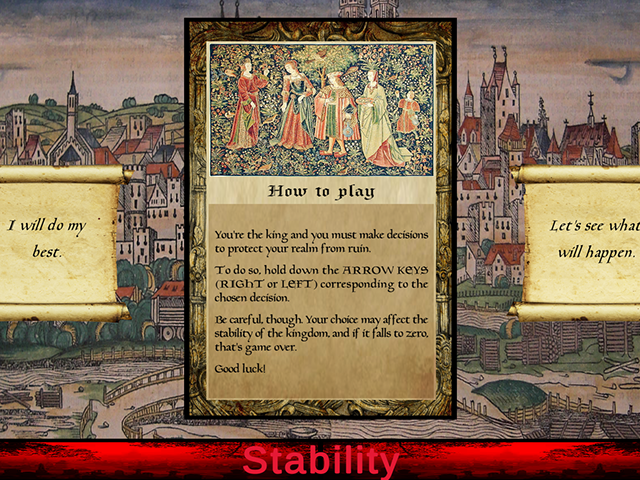 How to play
You're the king and you must make decisions
to protect your realm from ruin.
To do so, hold down the ARROW KEYS
(RIGHT or LEFT) corresponding to the
chosen decision.
Be careful, though. Your choice may affect the
stability of the kingdom, and if it falls to zero,
that's game over.
Good luck!
I will do my
best.
Let's see what
will happen.
Stability